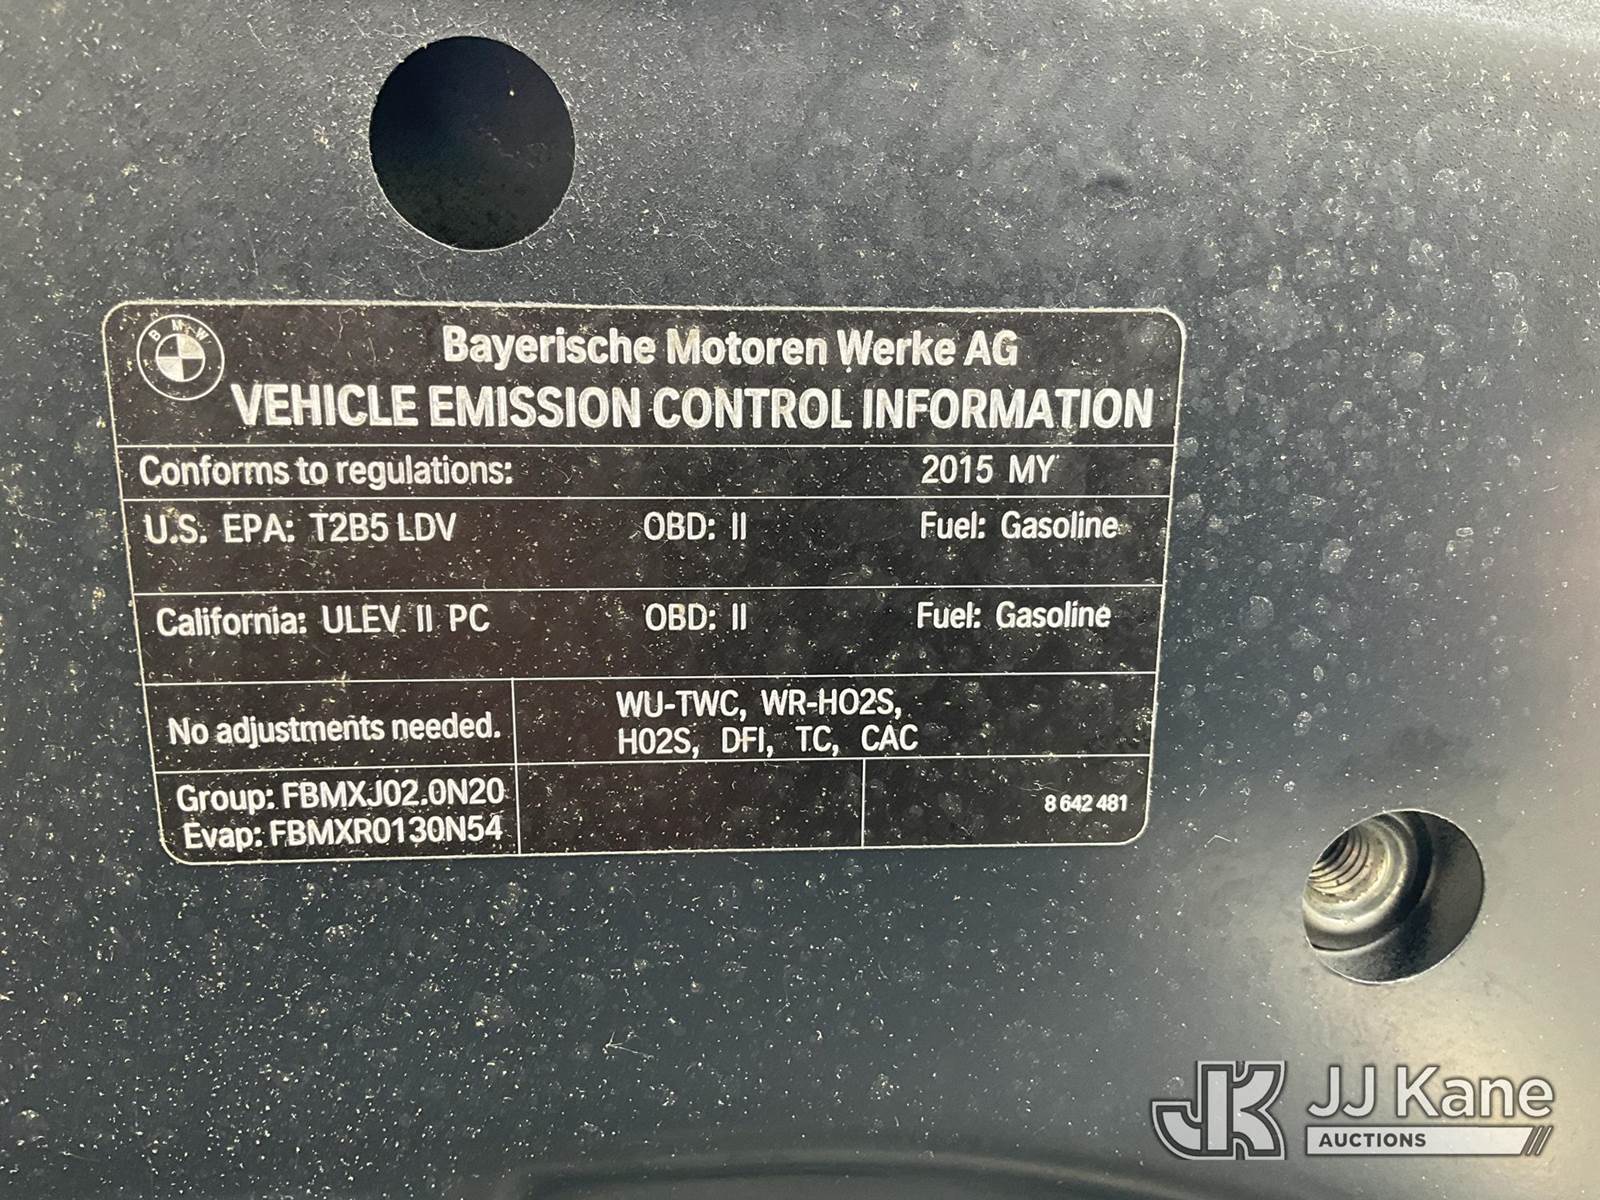 BMW
Bayerische Motoren Werke AG
VEHICLE EMISSION CONTROL INFORMATION
Conforms to regulations: 2015 MY
U.S. EPA: T2B5 LDV OBD: II Fuel: Gasoline
California: ULEV II PC OBD: II Fuel: Gasoline
No adjustments needed.
WU-TWC, WR-HO2S,
HO2S, DFI, TC, CAC
Group: FBMXJ02.0N20
Evap: FBMXR0130N54
8 642 481
JK JJ Kane
AUCTIONS